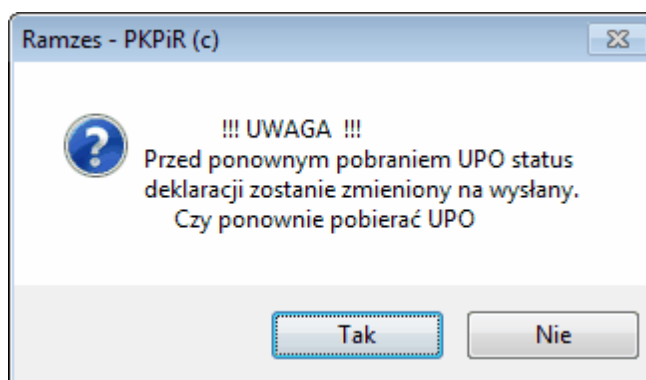 Ramzes - PKPiR (c)
!!! UWAGA !!!
Przed ponownym pobraniem UPO status
deklaracji zostanie zmieniony na wysłany.
Czy ponownie pobierać UPO
Tak
Nie